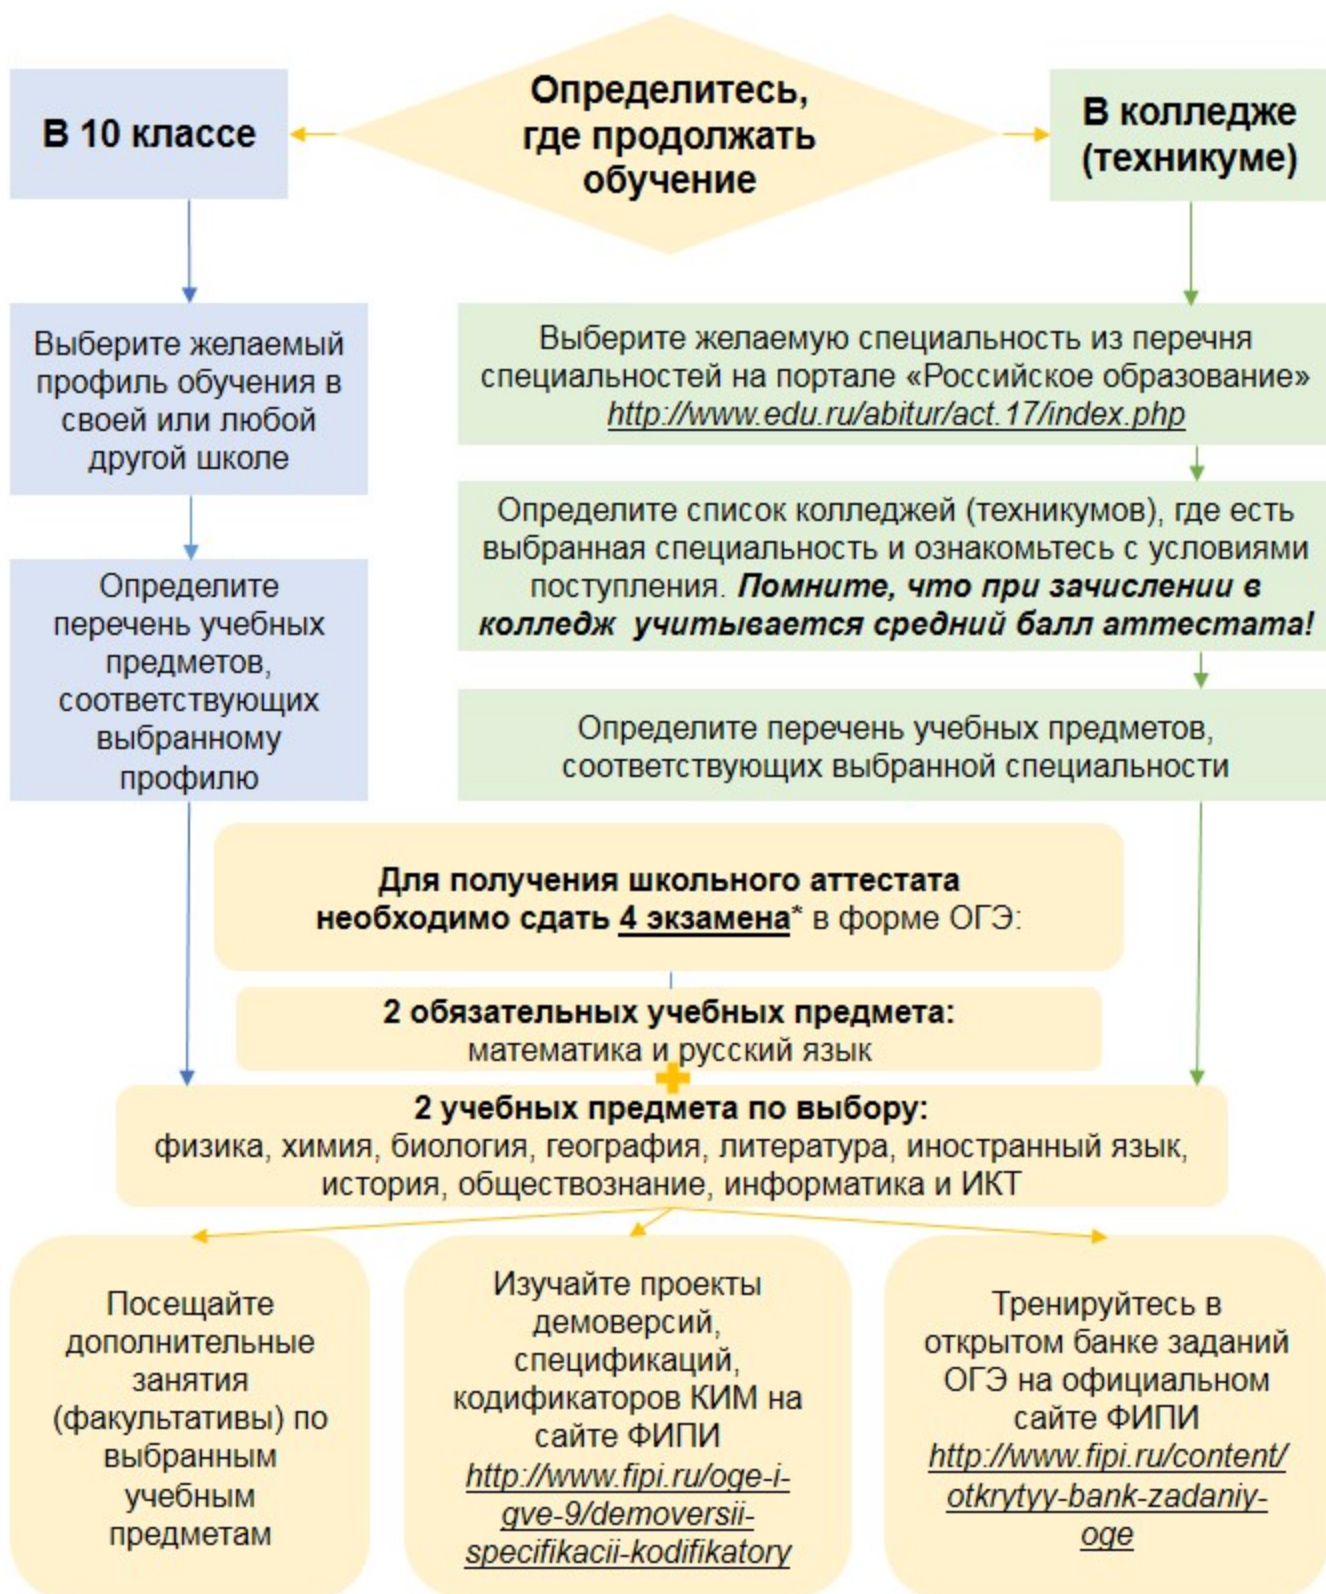 Определитесь,
где продолжать
обучение
В 10 классе
В колледже
(техникуме)
Выберите желаемый
профиль обучения в
своей или любой
другой школе
Определите
перечень учебных
предметов,
соответствующих
выбранному
профилю
Выберите желаемую специальность из перечня
специальностей на портале «Российское образование»
http://www.edu.ru/abitur/act.17/index.php
Определите список колледжей (техникумов), где есть
выбранная специальность и ознакомьтесь с условиями
поступления. Помните, что при зачислении в
колледж учитывается средний балл аттестата!
Определите перечень учебных предметов,
соответствующих выбранной специальности
Для получения школьного аттестата
необходимо сдать 4 экзамена* в форме ОГЭ:
2 обязательных учебных предмета:
математика и русский язык
2 учебных предмета по выбору:
физика, химия, биология, география, литература, иностранный язык,
история, обществознание, информатика и ИКТ
Посещайте
дополнительные
занятия
(факультативы) по
выбранным
учебным
предметам
Изучайте проекты
демоверсий,
спецификаций,
кодификаторов КИМ на
сайте ФИПИ
http://www.fipi.ru/oge-i-
gve-9/demoversii-
specifikacii-kodifikatory
Тренируйтесь в
открытом банке заданий
ОГЭ на официальном
сайте ФИПИ
http://www.fipi.ru/content/
otkrytyy-bank-zadaniy-
oge